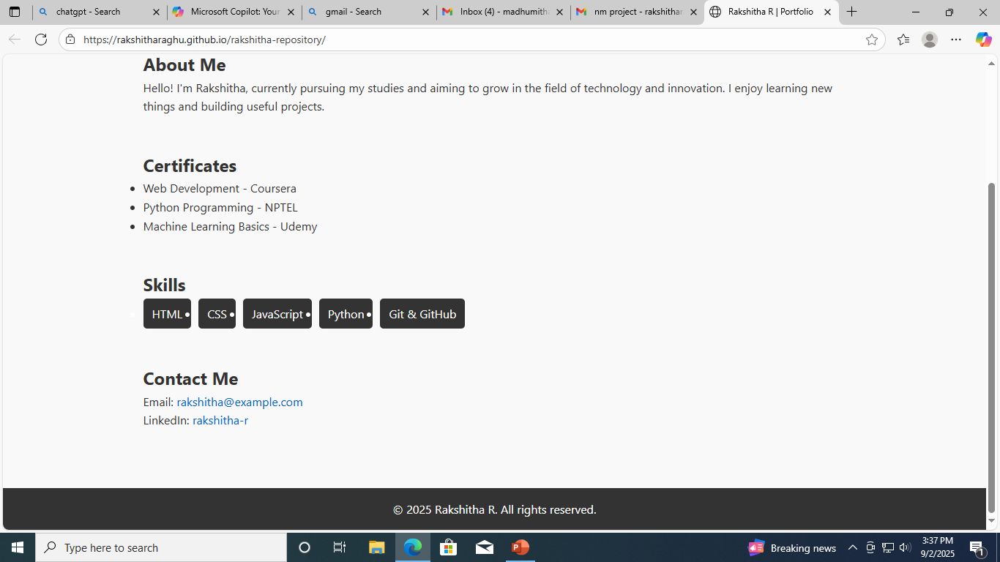 chatgpt - Search
Microsoft Copilot: Your
gmail - Search
Inbox (4) - madhumith
nm project - rakshithar
Rakshitha R | Portfolio
https://rakshitharaghu.github.io/rakshitha-repository/
About Me
Hello! I'm Rakshitha, currently pursuing my studies and aiming to grow in the field of technology and innovation. I enjoy learning new
things and building useful projects.
Certificates
• Web Development - Coursera
• Python Programming - NPTEL
• Machine Learning Basics - Udemy
Skills
HTML • CSS • JavaScript • Python • Git & GitHub
Contact Me
Email: rakshitha@example.com
LinkedIn: rakshitha-r
© 2025 Rakshitha R. All rights reserved.
Type here to search
Breaking news
3:37 PM
9/2/2025
1